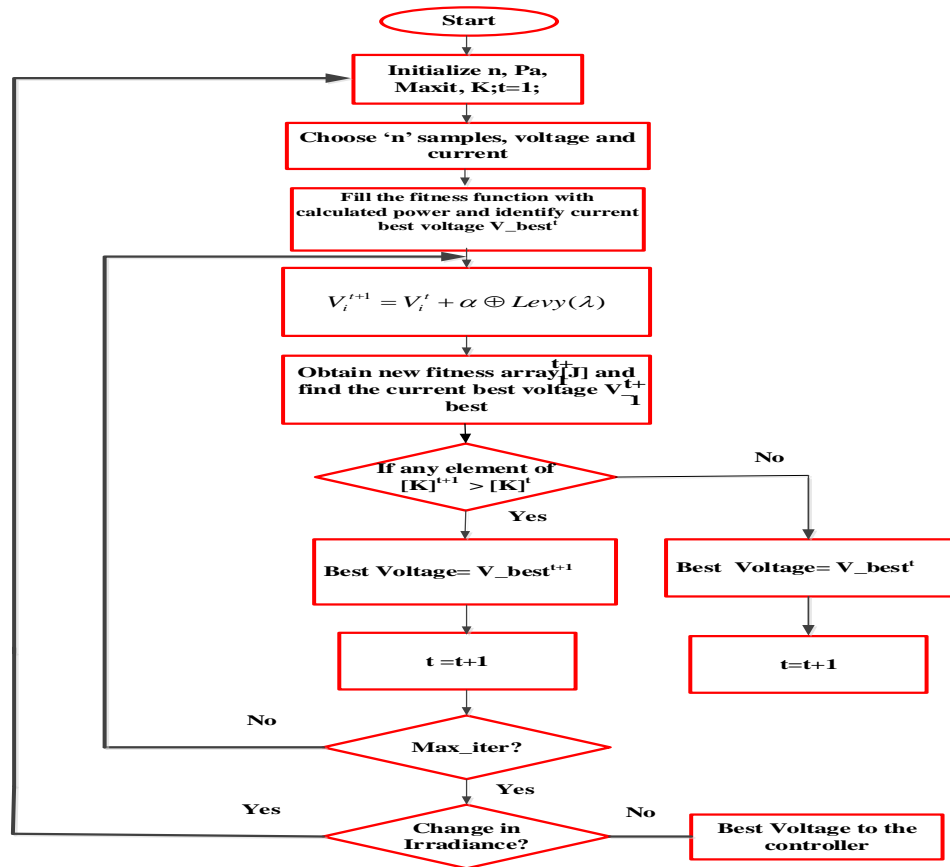 Start
Initialize n, Pa,
Maxit, K;t=1;
Choose ‘n’ samples, voltage and
current
Fill the fitness function with
calculated power and identify current
best voltage V_best^t
V_i^{t+1} = V_i^t + α ⊕ Levy(λ)
Obtain new fitness array[J]^{t+1} and
find the current best voltage V_^{t+1}
best
If any element of
[K]^{t+1} > [K]^t
No
Yes
Best Voltage= V_best^{t+1}
Best Voltage= V_best^t
t =t+1
t=t+1
No
Max_iter?
Yes
Yes
Change in
Irradiance?
No
Best Voltage to the
controller